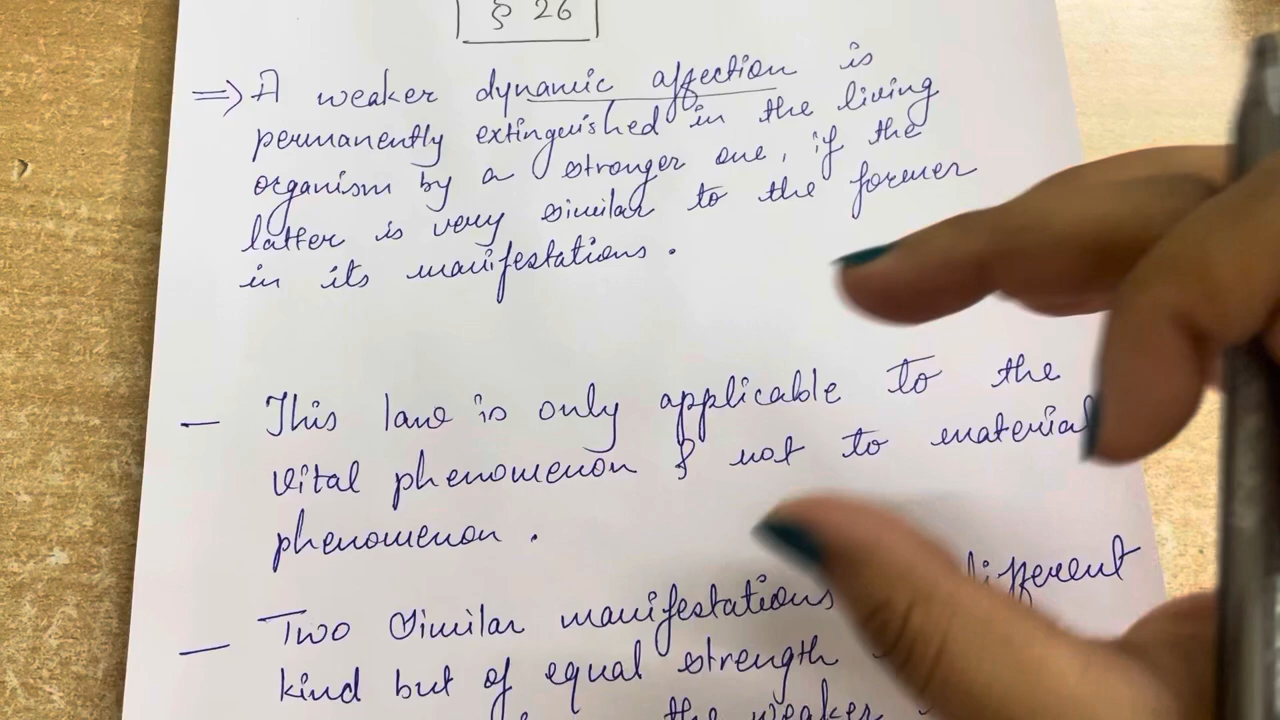 § 26
⇒ A weaker dynamic affection is
permanently extinguished in the living
organism by a stronger one, if the
latter is very similar to the former
in its manifestations.
- This law is only applicable to the
vital phenomenon & not to material
phenomenon.
- Two Similar manifestations different
kind but of equal strength
the weaker